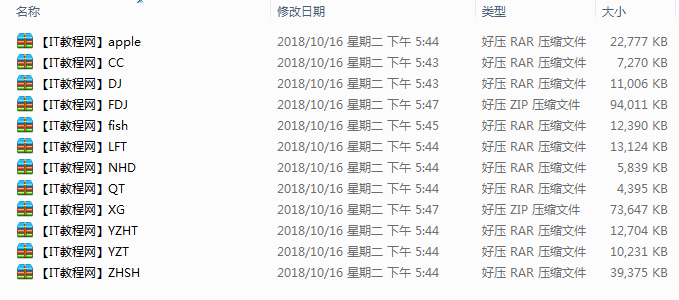 名称 修改日期 类型 大小
【IT教程网】apple 2018/10/16 星期二 下午 5:44 好压 RAR 压缩文件 22,777 KB
【IT教程网】CC 2018/10/16 星期二 下午 5:43 好压 RAR 压缩文件 7,270 KB
【IT教程网】DJ 2018/10/16 星期二 下午 5:43 好压 RAR 压缩文件 11,006 KB
【IT教程网】FDJ 2018/10/16 星期二 下午 5:47 好压 ZIP 压缩文件 94,011 KB
【IT教程网】fish 2018/10/16 星期二 下午 5:45 好压 RAR 压缩文件 12,390 KB
【IT教程网】LFT 2018/10/16 星期二 下午 5:44 好压 RAR 压缩文件 13,124 KB
【IT教程网】NHD 2018/10/16 星期二 下午 5:44 好压 RAR 压缩文件 5,839 KB
【IT教程网】QT 2018/10/16 星期二 下午 5:44 好压 RAR 压缩文件 4,395 KB
【IT教程网】XG 2018/10/16 星期二 下午 5:47 好压 ZIP 压缩文件 73,647 KB
【IT教程网】YZHT 2018/10/16 星期二 下午 5:44 好压 RAR 压缩文件 12,704 KB
【IT教程网】YZT 2018/10/16 星期二 下午 5:44 好压 RAR 压缩文件 10,231 KB
【IT教程网】ZHSH 2018/10/16 星期二 下午 5:44 好压 RAR 压缩文件 39,375 KB